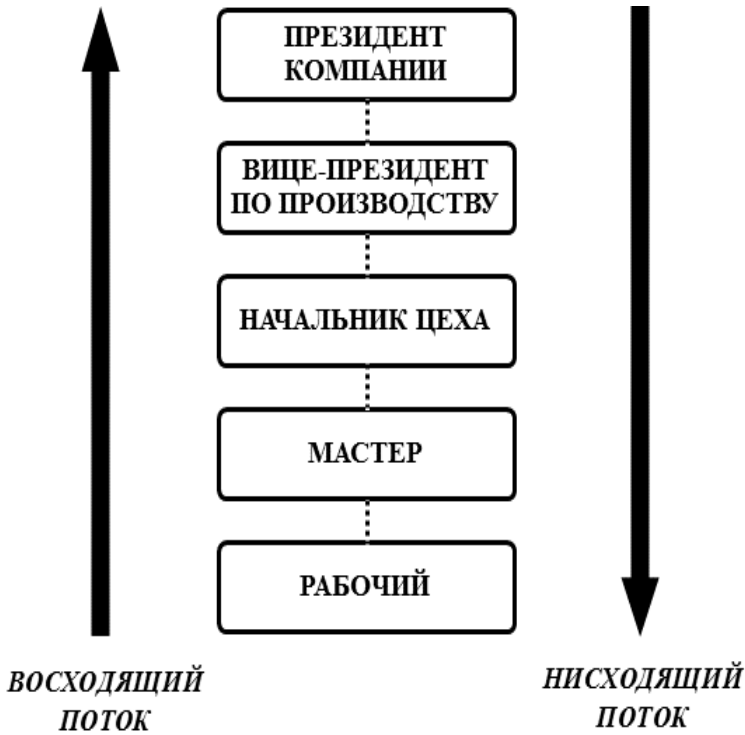 ПРЕЗИДЕНТ
КОМПАНИИ
ВИЦЕ-ПРЕЗИДЕНТ
ПО ПРОИЗВОДСТВУ
НАЧАЛЬНИК ЦЕХА
МАСТЕР
РАБОЧИЙ
ВОСХОДЯЩИЙ
ПОТОК
НИСХОДЯЩИЙ
ПОТОК